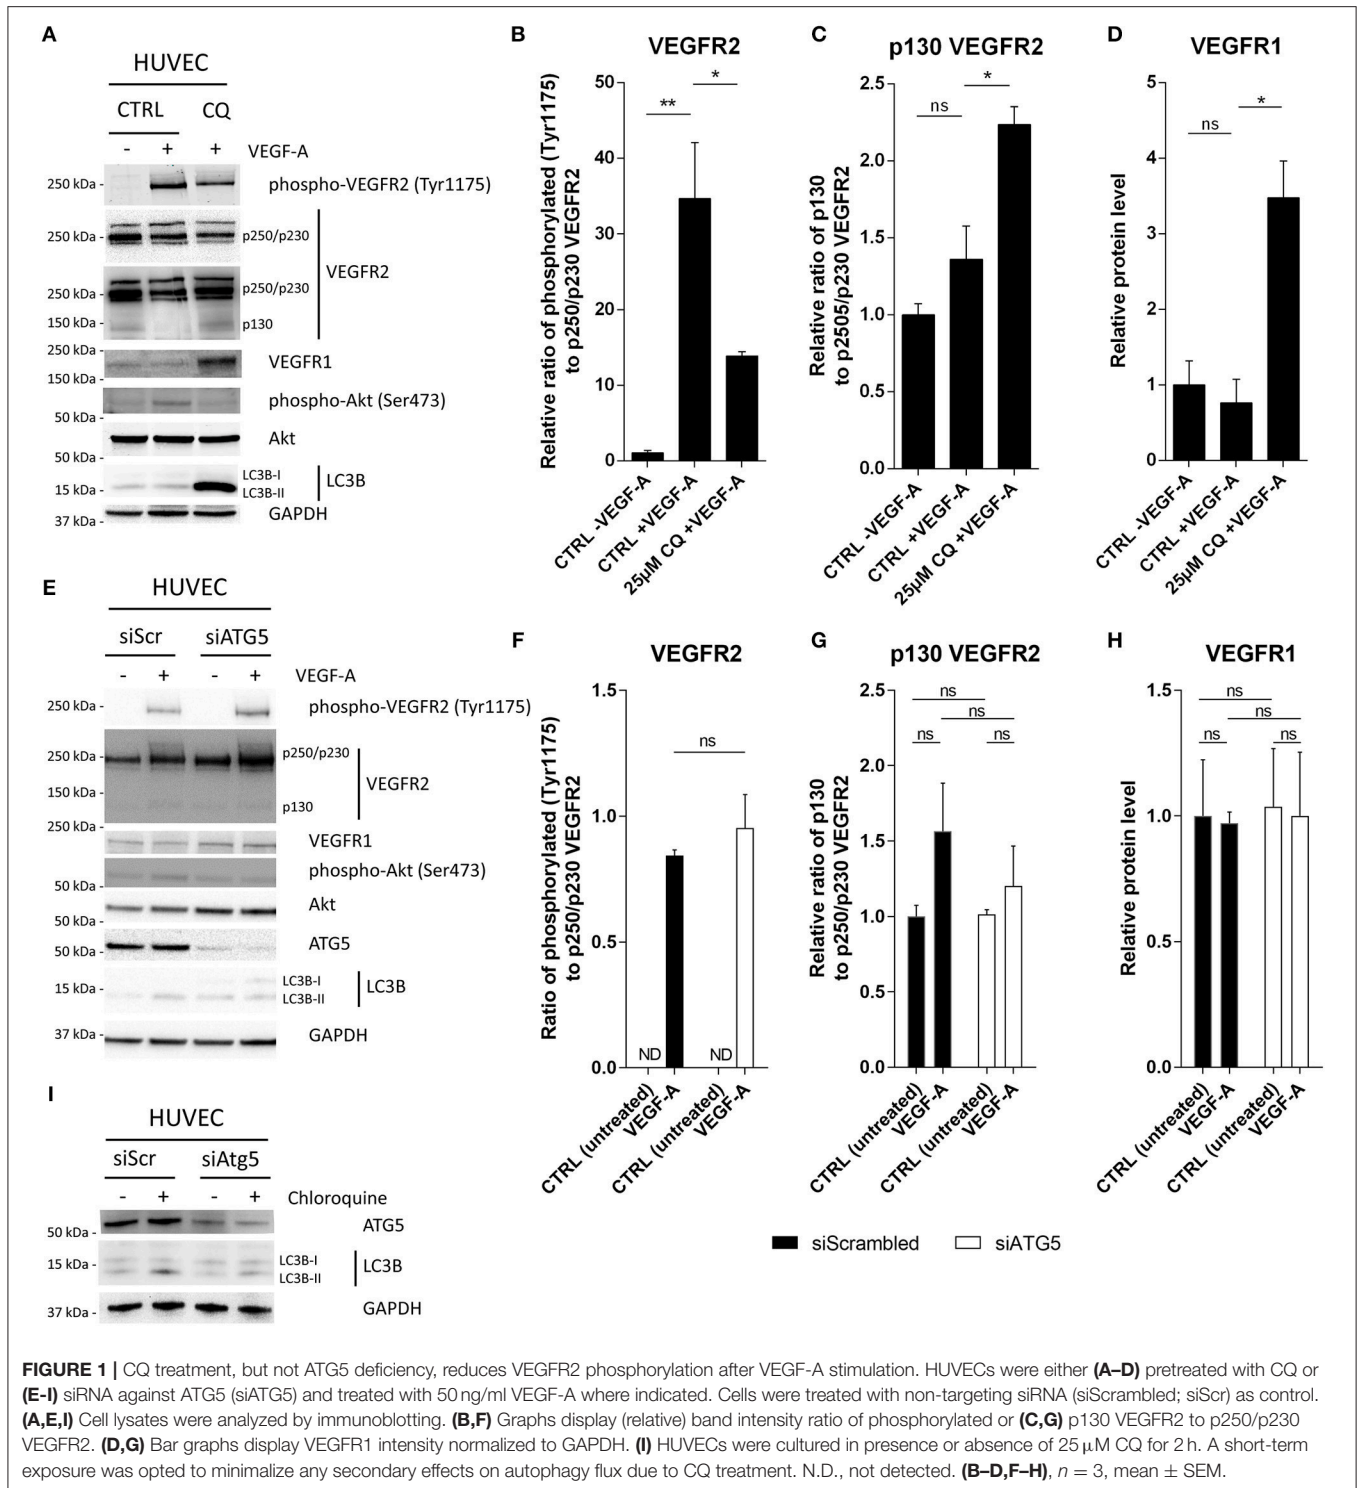 A
HUVEC
CTRL CQ
- + + VEGF-A
250 kDa - phospho-VEGFR2 (Tyr1175)
250 kDa - p250/p230
VEGFR2
250 kDa - p250/p230
150 kDa - p130
250 kDa -
VEGFR1
150 kDa -
phospho-Akt (Ser473)
50 kDa -
Akt
50 kDa -
LC3B-I
LC3B
15 kDa - LC3B-II
GAPDH
37 kDa -
B
VEGFR2
Relative ratio of phosphorylated (Tyr1175)
to p250/p230 VEGFR2
50
40
30
20
10
0
** *
CTRL -VEGF-A
CTRL +VEGF-A
25µM CQ +VEGF-A
C
p130 VEGFR2
Relative ratio of p130
to p2505/p230 VEGFR2
2.5
2.0
1.5
1.0
0.5
0.0
ns *
CTRL -VEGF-A
CTRL +VEGF-A
25µM CQ +VEGF-A
D
VEGFR1
Relative protein level
5
4
3
2
1
0
ns *
CTRL -VEGF-A
CTRL +VEGF-A
25µM CQ +VEGF-A
E
HUVEC
siScr siATG5
- + - + VEGF-A
250 kDa - phospho-VEGFR2 (Tyr1175)
250 kDa - p250/p230
VEGFR2
150 kDa -
p130
250 kDa -
VEGFR1
phospho-Akt (Ser473)
50 kDa -
Akt
50 kDa -
ATG5
50 kDa -
LC3B-I
15 kDa - LC3B
LC3B-II
37 kDa - GAPDH
F
VEGFR2
Ratio of phosphorylated (Tyr1175)
to p250/p230 VEGFR2
1.5
1.0
0.5
0.0
ns
ND ND
CTRL (untreated)
VEGF-A
CTRL (untreated)
VEGF-A
G
p130 VEGFR2
Relative ratio of p130
to p250/p230 VEGFR2
2.5
2.0
1.5
1.0
0.5
0.0
ns
ns
ns ns
CTRL (untreated)
VEGF-A
CTRL (untreated)
VEGF-A
H
VEGFR1
Relative protein level
1.5
1.0
0.5
0.0
ns
ns
ns ns
CTRL (untreated)
VEGF-A
CTRL (untreated)
VEGF-A
siScrambled siATG5
I
HUVEC
siScr siAtg5
- + - + Chloroquine
ATG5
50 kDa -
15 kDa - LC3B-I
LC3B
LC3B-II
37 kDa - GAPDH
FIGURE 1 | CQ treatment, but not ATG5 deficiency, reduces VEGFR2 phosphorylation after VEGF-A stimulation. HUVECs were either (A–D) pretreated with CQ or
(E-I) siRNA against ATG5 (siATG5) and treated with 50 ng/ml VEGF-A where indicated. Cells were treated with non-targeting siRNA (siScrambled; siScr) as control.
(A,E,I) Cell lysates were analyzed by immunoblotting. (B,F) Graphs display (relative) band intensity ratio of phosphorylated or (C,G) p130 VEGFR2 to p250/p230
VEGFR2. (D,G) Bar graphs display VEGFR1 intensity normalized to GAPDH. (I) HUVECs were cultured in presence or absence of 25 µM CQ for 2 h. A short-term
exposure was opted to minimalize any secondary effects on autophagy flux due to CQ treatment. N.D., not detected. (B–D,F–H), n = 3, mean ± SEM.